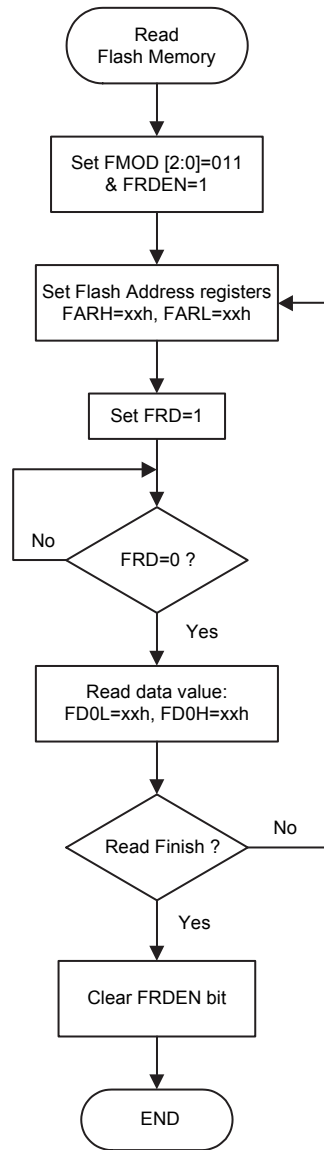 Read
Flash Memory
Set FMOD [2:0]=011
& FRDEN=1
Set Flash Address registers
FARH=xxh, FARL=xxh
Set FRD=1
No
FRD=0 ?
Yes
Read data value:
FD0L=xxh, FD0H=xxh
Read Finish ?
No
Yes
Clear FRDEN bit
END